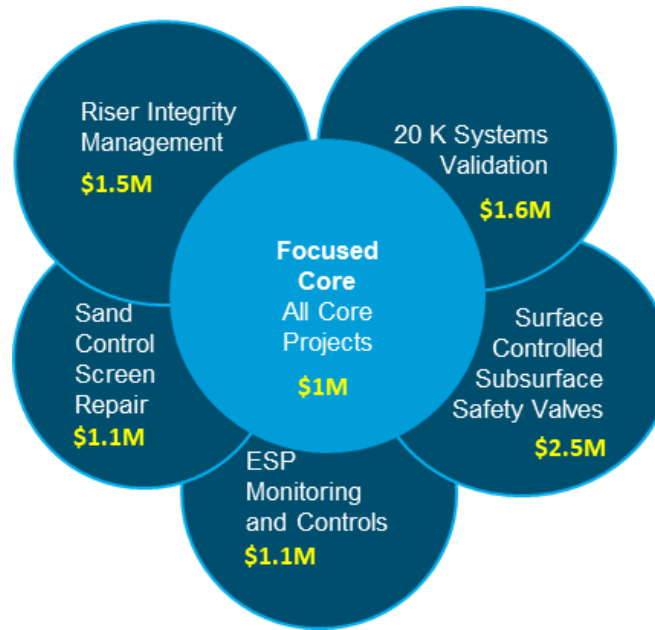 Riser Integrity
Management
$1.5M
20 K Systems
Validation
$1.6M
Focused
Core
All Core
Projects
$1M
Sand
Control
Screen
Repair
$1.1M
Surface
Controlled
Subsurface
Safety Valves
$2.5M
ESP
Monitoring
and Controls
$1.1M